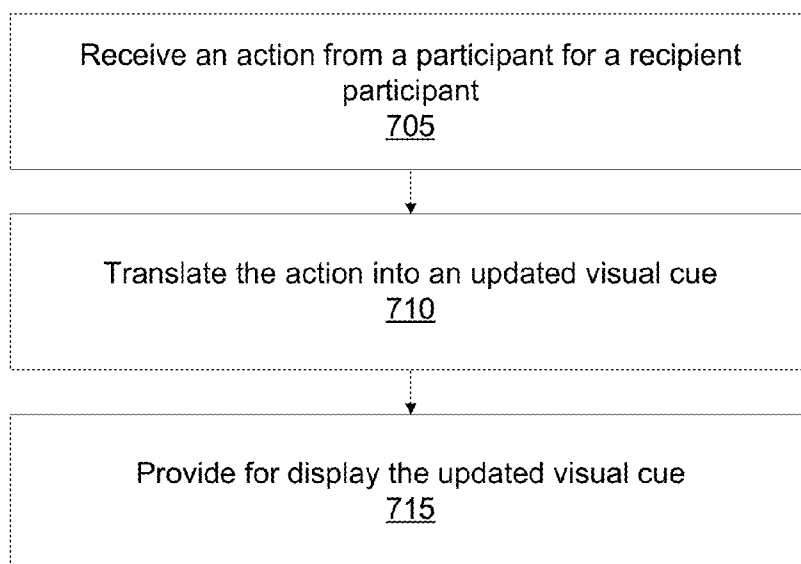 Receive an action from a participant for a recipient
participant
705
Translate the action into an updated visual cue
710
Provide for display the updated visual cue
715